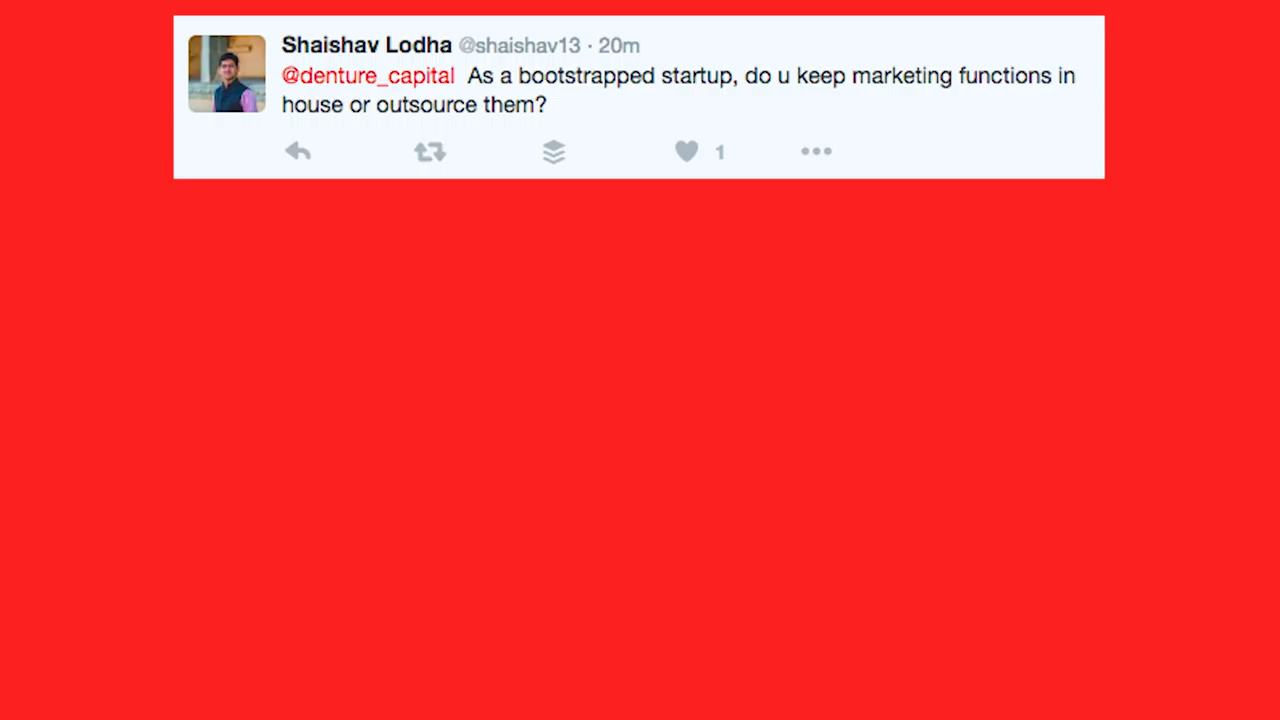 Shaishav Lodha @shaishav13 · 20m
@denture_capital As a bootstrapped startup, do u keep marketing functions in
house or outsource them?
1